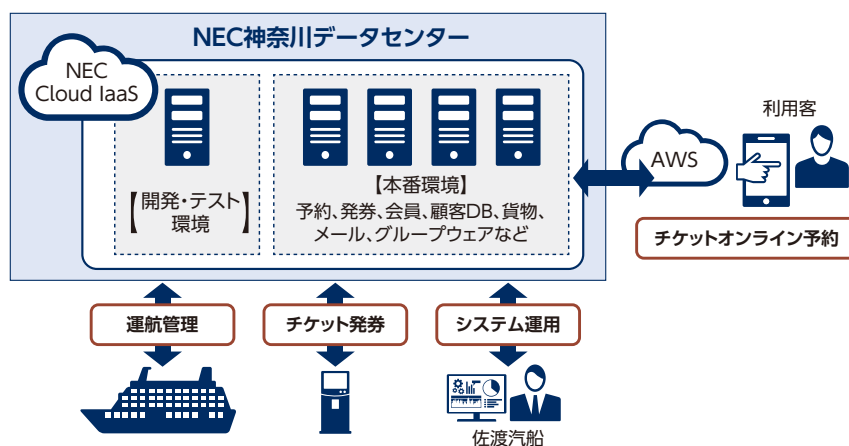 NEC神奈川データセンター
NEC
Cloud IaaS
【開発・テスト
環境】
【本番環境】
予約、発券、会員、顧客DB、貨物、
メール、グループウェアなど
AWS
利用客
チケットオンライン予約
運航管理
チケット発券
システム運用
佐渡汽船